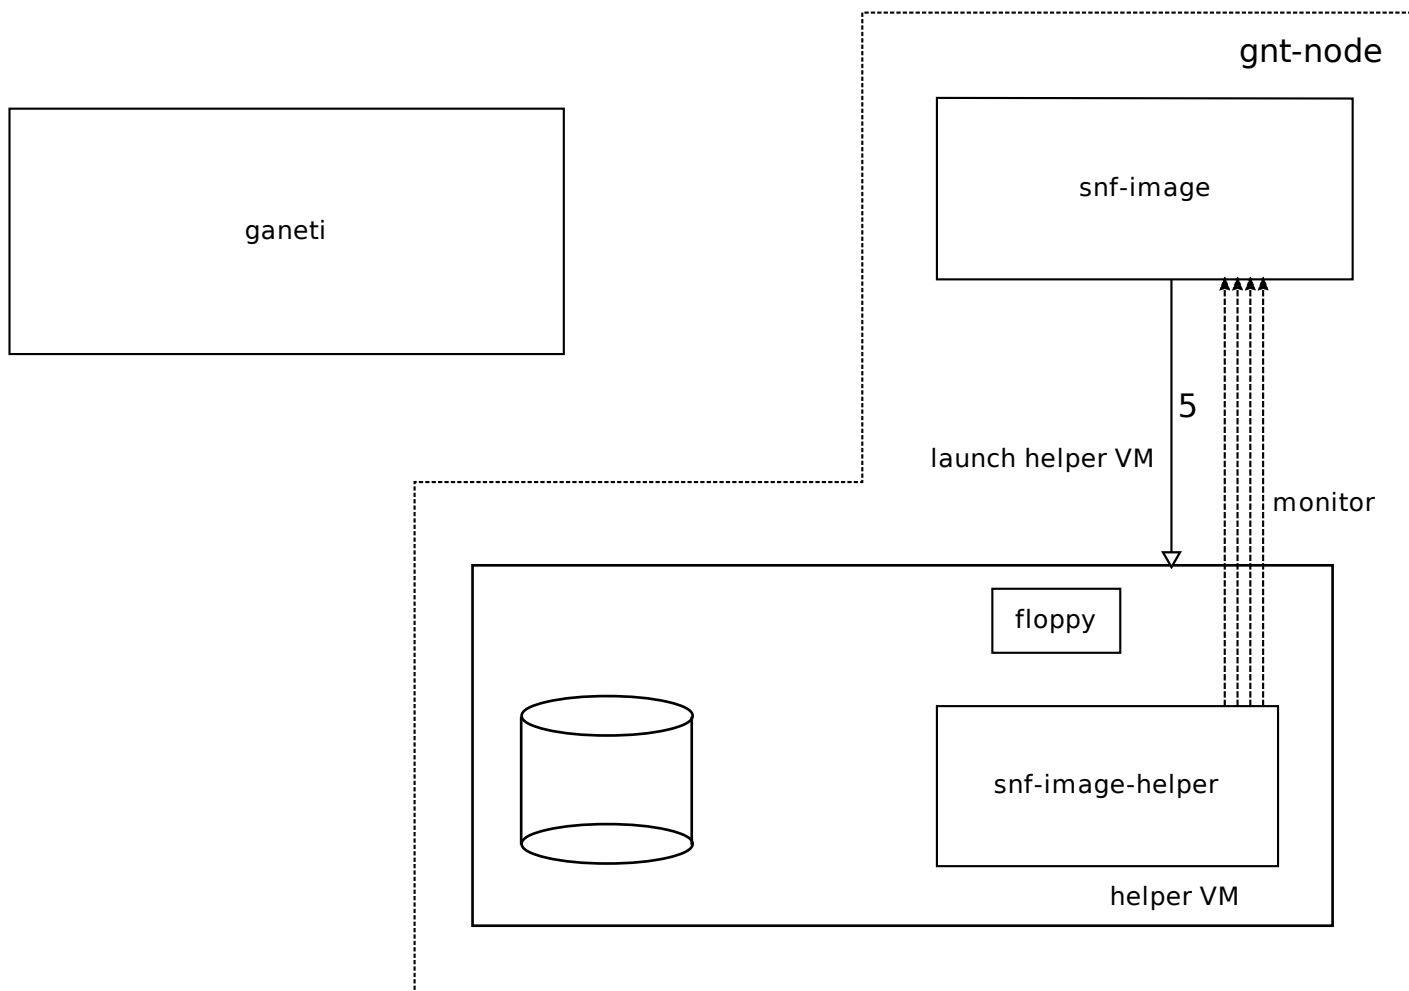 gnt-node
snf-image
ganeti
5
launch helper VM
monitor
floppy
snf-image-helper
helper VM